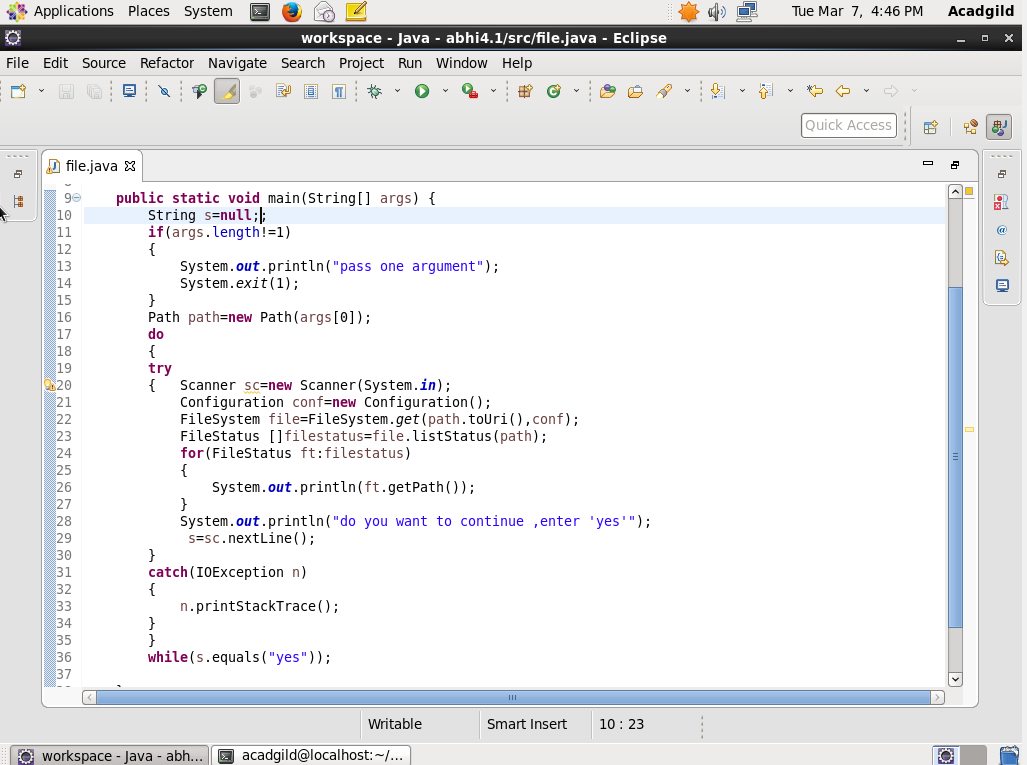 Applications Places System Tue Mar 7, 4:46 PM Acadgild
workspace - Java - abhi4.1/src/file.java - Eclipse
File Edit Source Refactor Navigate Search Project Run Window Help
Quick Access
file.java
9 public static void main(String[] args) {
10 String s=null;;
11 if(args.length!=1)
12 {
13 System.out.println("pass one argument");
14 System.exit(1);
15 }
16 Path path=new Path(args[0]);
17 do
18 {
19 try
20 { Scanner sc=new Scanner(System.in);
21 Configuration conf=new Configuration();
22 FileSystem file=FileSystem.get(path.toUri(),conf);
23 FileStatus []filestatus=file.listStatus(path);
24 for(FileStatus ft:filestatus)
25 {
26 System.out.println(ft.getPath());
27 }
28 System.out.println("do you want to continue ,enter 'yes'");
29 s=sc.nextLine();
30 }
31 catch(IOException n)
32 {
33 n.printStackTrace();
34 }
35 }
36 while(s.equals("yes"));
37
Writable Smart Insert 10 : 23
workspace - Java - abh... acadgild@localhost:~/...